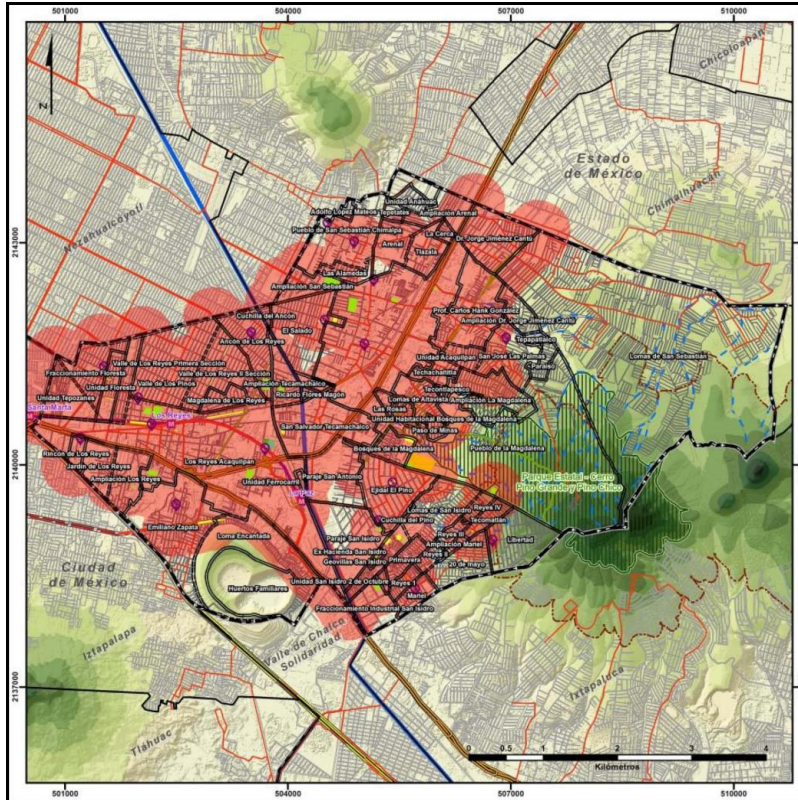 501000
504000
507000
510000
Chicoloapan
N
Estado
de México
Nezahualcóyotl
Chimalhuacán
Unidad Anáhuac
Adolfo López Mateos
Tepetates
Ampliación Arenal
2143000
2143000
Pueblo de San Sebastián Chimalpa
La Cerca
Dr. Jorge Jiménez Cantú
Arenal
Tlazala
Las Alamedas
Ampliación San Sebastián
Cuchilla del Ancón
Prof. Carlos Hank González
Ampliación Dr. Jorge Jiménez Cantú
El Salado
Ancón de Los Reyes
Tepapatlalco
Unidad Acaquilpan
San José Las Palmas
Paraíso
Lomas de San Sebastián
Valle de Los Reyes Primera Sección
Fraccionamiento Floresta
Valle de Los Reyes II Sección
Techachaltitla
Valle de Los Pinos
Unidad Floresta
Ampliación Tecamachalco
Tecontlapexco
Ricardo Flores Magón
Unidad Tepozanes
Magdalena de Los Reyes
Lomas de Altavista
Ampliación La Magdalena
Santa Marta
Las Rosas
Los Reyes
Unidad Habitacional Bosques de la Magdalena
San Salvador Tecamachalco
Paso de Minas
Rincón de Los Reyes
Bosques de la Magdalena
Pueblo de la Magdalena
Jardín de Los Reyes
Los Reyes Acaquilpan
2140000
2140000
Ampliación Los Reyes
Unidad Ferrocarril
Paraje San Antonio
Parque Estatal - Cerro
Pino Grande y Pino Chico
La Paz
Ejidal El Pino
Lomas de San Isidro
Reyes IV
Emiliano Zapata
Cuchilla del Pino
Tecomatlán
Loma Encantada
Paraje San Isidro
Reyes III
Libertad
Ampliación Mariel
Ex Hacienda San Isidro
Reyes II
Geovillas San Isidro
Primavera
20 de mayo
Ciudad
de México
Unidad San Isidro 2 de Octubre
Reyes 1
Huertos Familiares
Mariel
Fraccionamiento Industrial San Isidro
Iztapalapa
Valle de Chalco
Solidaridad
Ixtapaluca
2137000
2137000
Tláhuac
0 0.5 1 2 3 4
Kilómetros
501000
504000
507000
510000